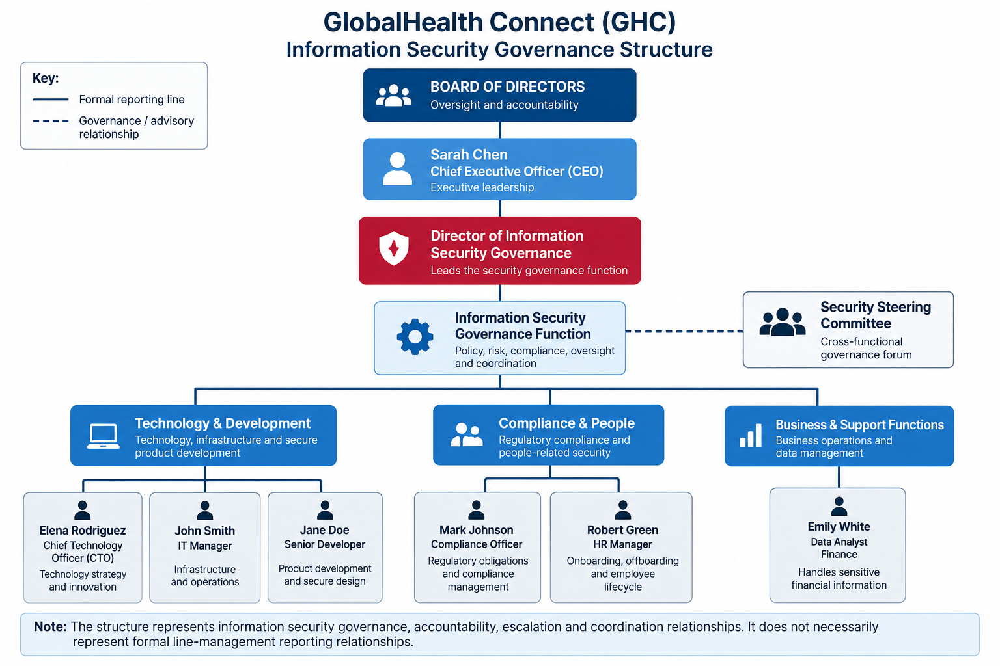 GlobalHealth Connect (GHC)
Information Security Governance Structure
Key:
Formal reporting line
Governance / advisory
relationship
BOARD OF DIRECTORS
Oversight and accountability
Sarah Chen
Chief Executive Officer (CEO)
Executive leadership
Director of Information
Security Governance
Leads the security governance function
Information Security
Governance Function
Policy, risk, compliance, oversight
and coordination
Security Steering
Committee
Cross-functional
governance forum
Technology & Development
Technology, infrastructure and secure
product development
Compliance & People
Regulatory compliance and
people-related security
Business & Support Functions
Business operations and
data management
Elena Rodriguez
Chief Technology
Officer (CTO)
Technology strategy
and innovation
John Smith
IT Manager
Infrastructure
and operations
Jane Doe
Senior Developer
Product development
and secure design
Mark Johnson
Compliance Officer
Regulatory obligations
and compliance
management
Robert Green
HR Manager
Onboarding, offboarding
and employee
lifecycle
Emily White
Data Analyst
Finance
Handles sensitive
financial information
Note: The structure represents information security governance, accountability, escalation and coordination relationships. It does not necessarily
represent formal line-management reporting relationships.